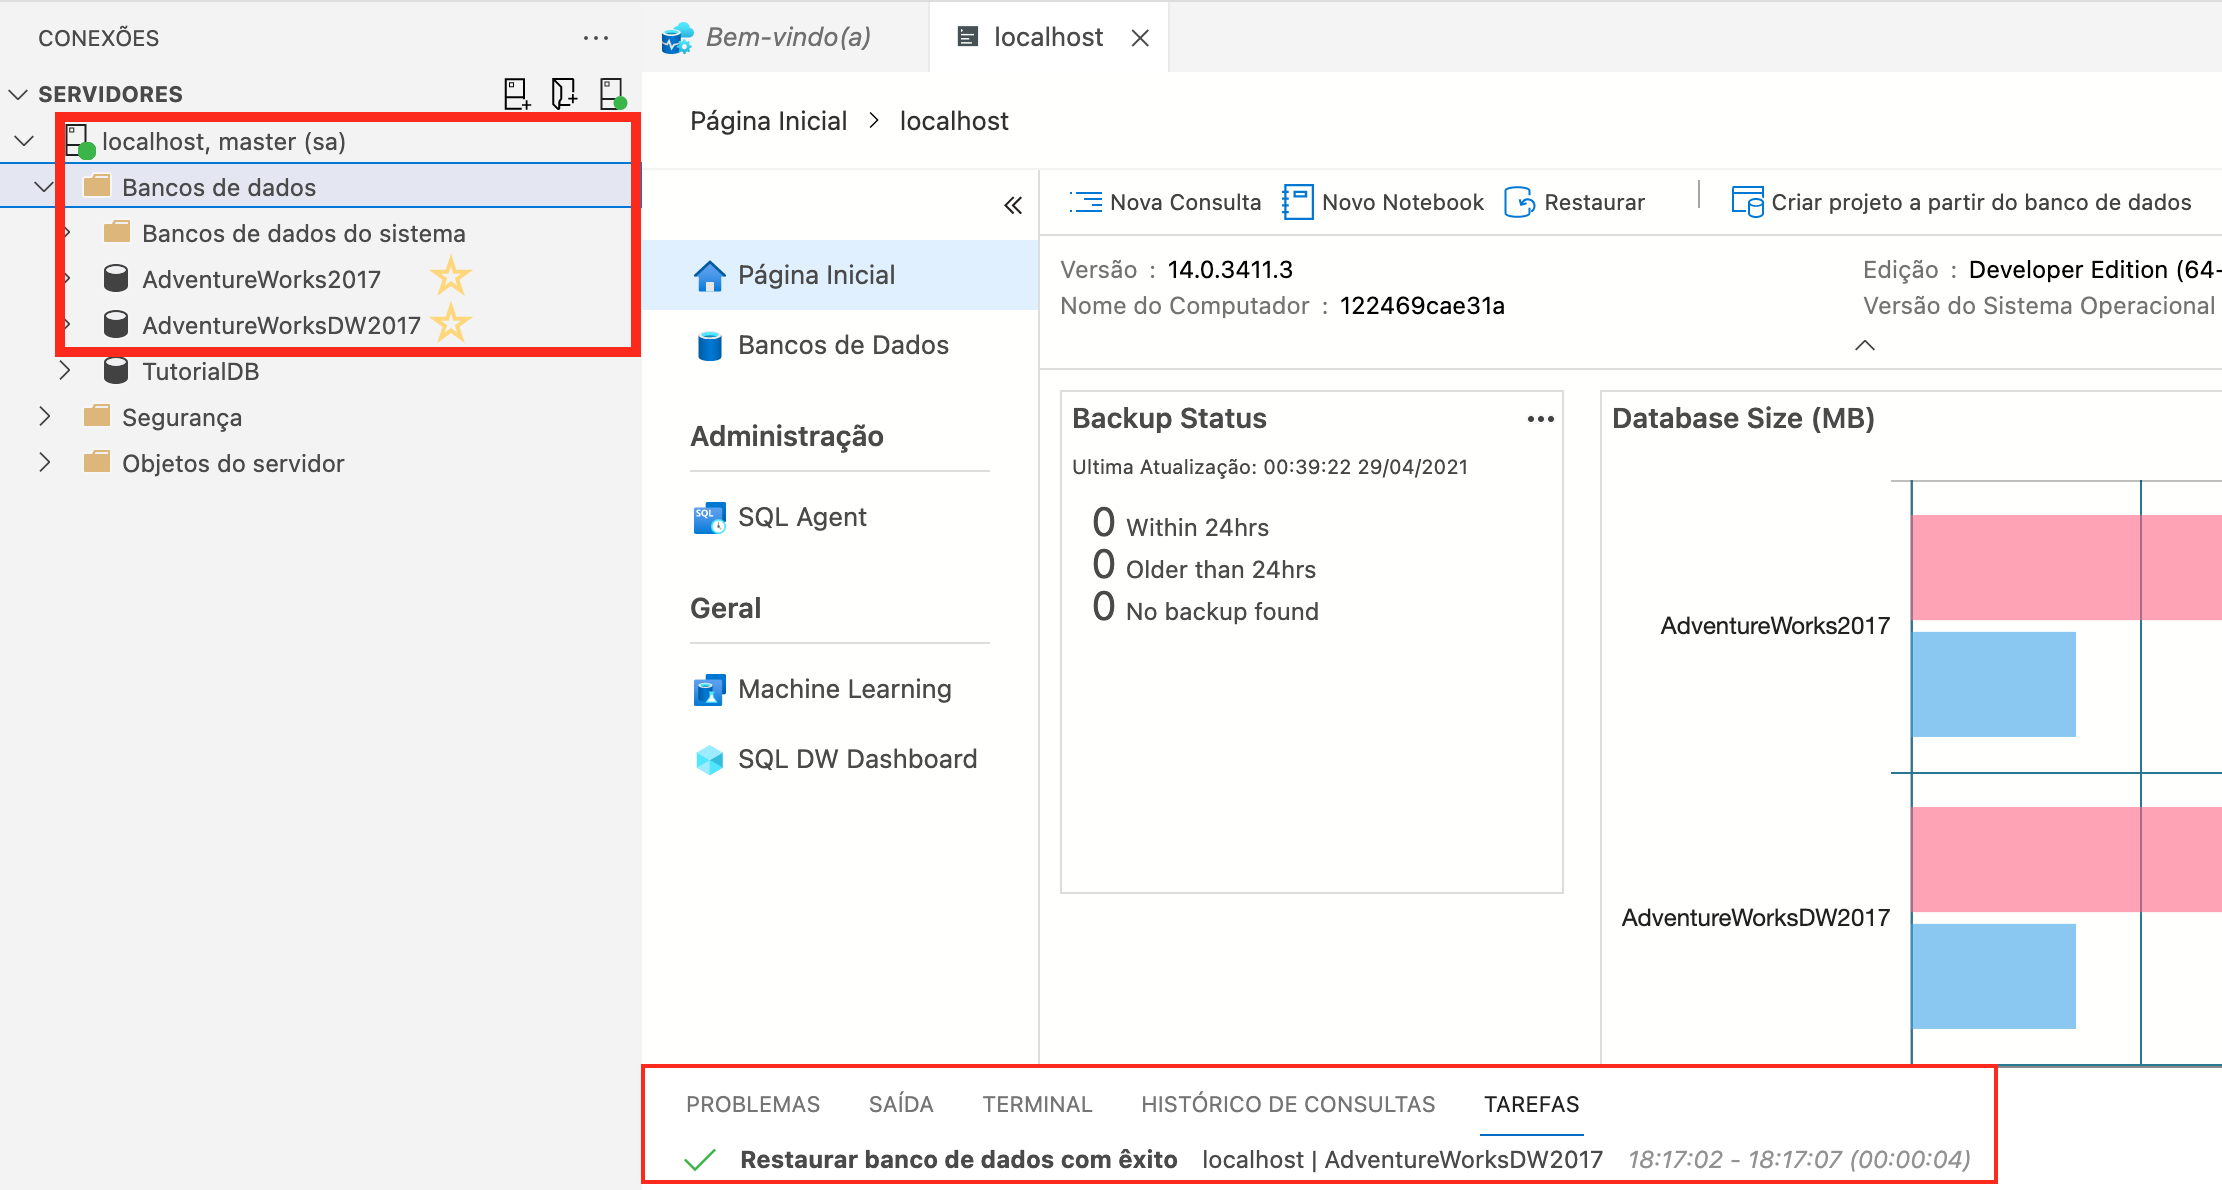 CONEXÕES
SERVIDORES
localhost, master (sa)
Bancos de dados
Bancos de dados do sistema
AdventureWorks2017
AdventureWorksDW2017
TutorialDB
Segurança
Objetos do servidor
Bem-vindo(a)
localhost
Página Inicial > localhost
Nova Consulta
Novo Notebook
Restaurar
Criar projeto a partir do banco de dados
Página Inicial
Bancos de Dados
Administração
SQL
SQL Agent
Geral
Machine Learning
SQL DW Dashboard
Versão : 14.0.3411.3
Nome do Computador : 122469cae31a
Edição : Developer Edition (64-
Versão do Sistema Operacional
Backup Status
Ultima Atualização: 00:39:22 29/04/2021
0 Within 24hrs
0 Older than 24hrs
0 No backup found
Database Size (MB)
AdventureWorks2017
AdventureWorksDW2017
PROBLEMAS SAÍDA TERMINAL HISTÓRICO DE CONSULTAS TAREFAS
Restaurar banco de dados com êxito localhost | AdventureWorksDW2017 18:17:02 - 18:17:07 (00:00:04)